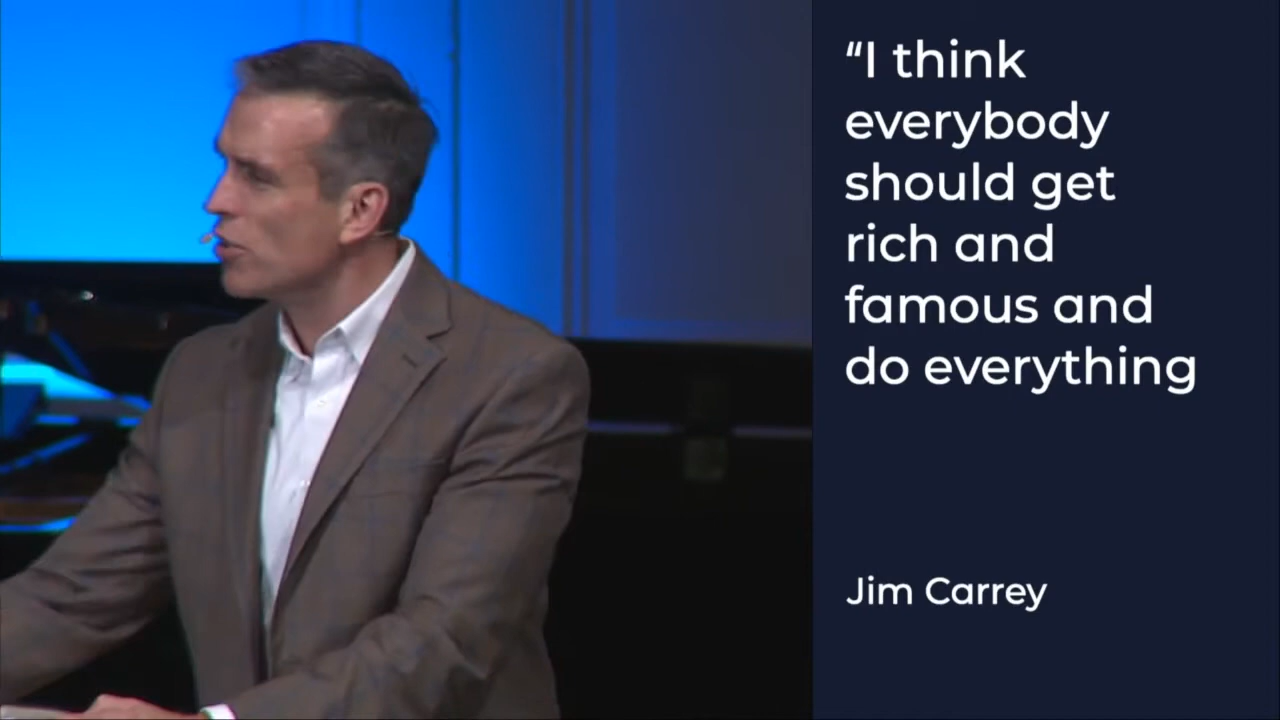 “I think
everybody
should get
rich and
famous and
do everything
Jim Carrey